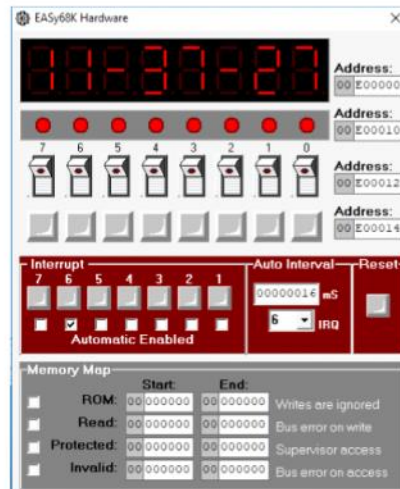 EASy68K Hardware
11-37-27
Address:
00 E00000
Address:
00 E00010
7 6 5 4 3 2 1 0
Address:
00 E00012
Address:
00 E00014
Interrupt Auto Interval Reset
7 6 5 4 3 2 1
00000016 mS
6 IRQ
Automatic Enabled
Memory Map
Start: End:
ROM: 00 000000 00 000000 Writes are ignored
Read: 00 000000 00 000000 Bus error on write
Protected: 00 000000 00 000000 Supervisor access
Invalid: 00 000000 00 000000 Bus error on access